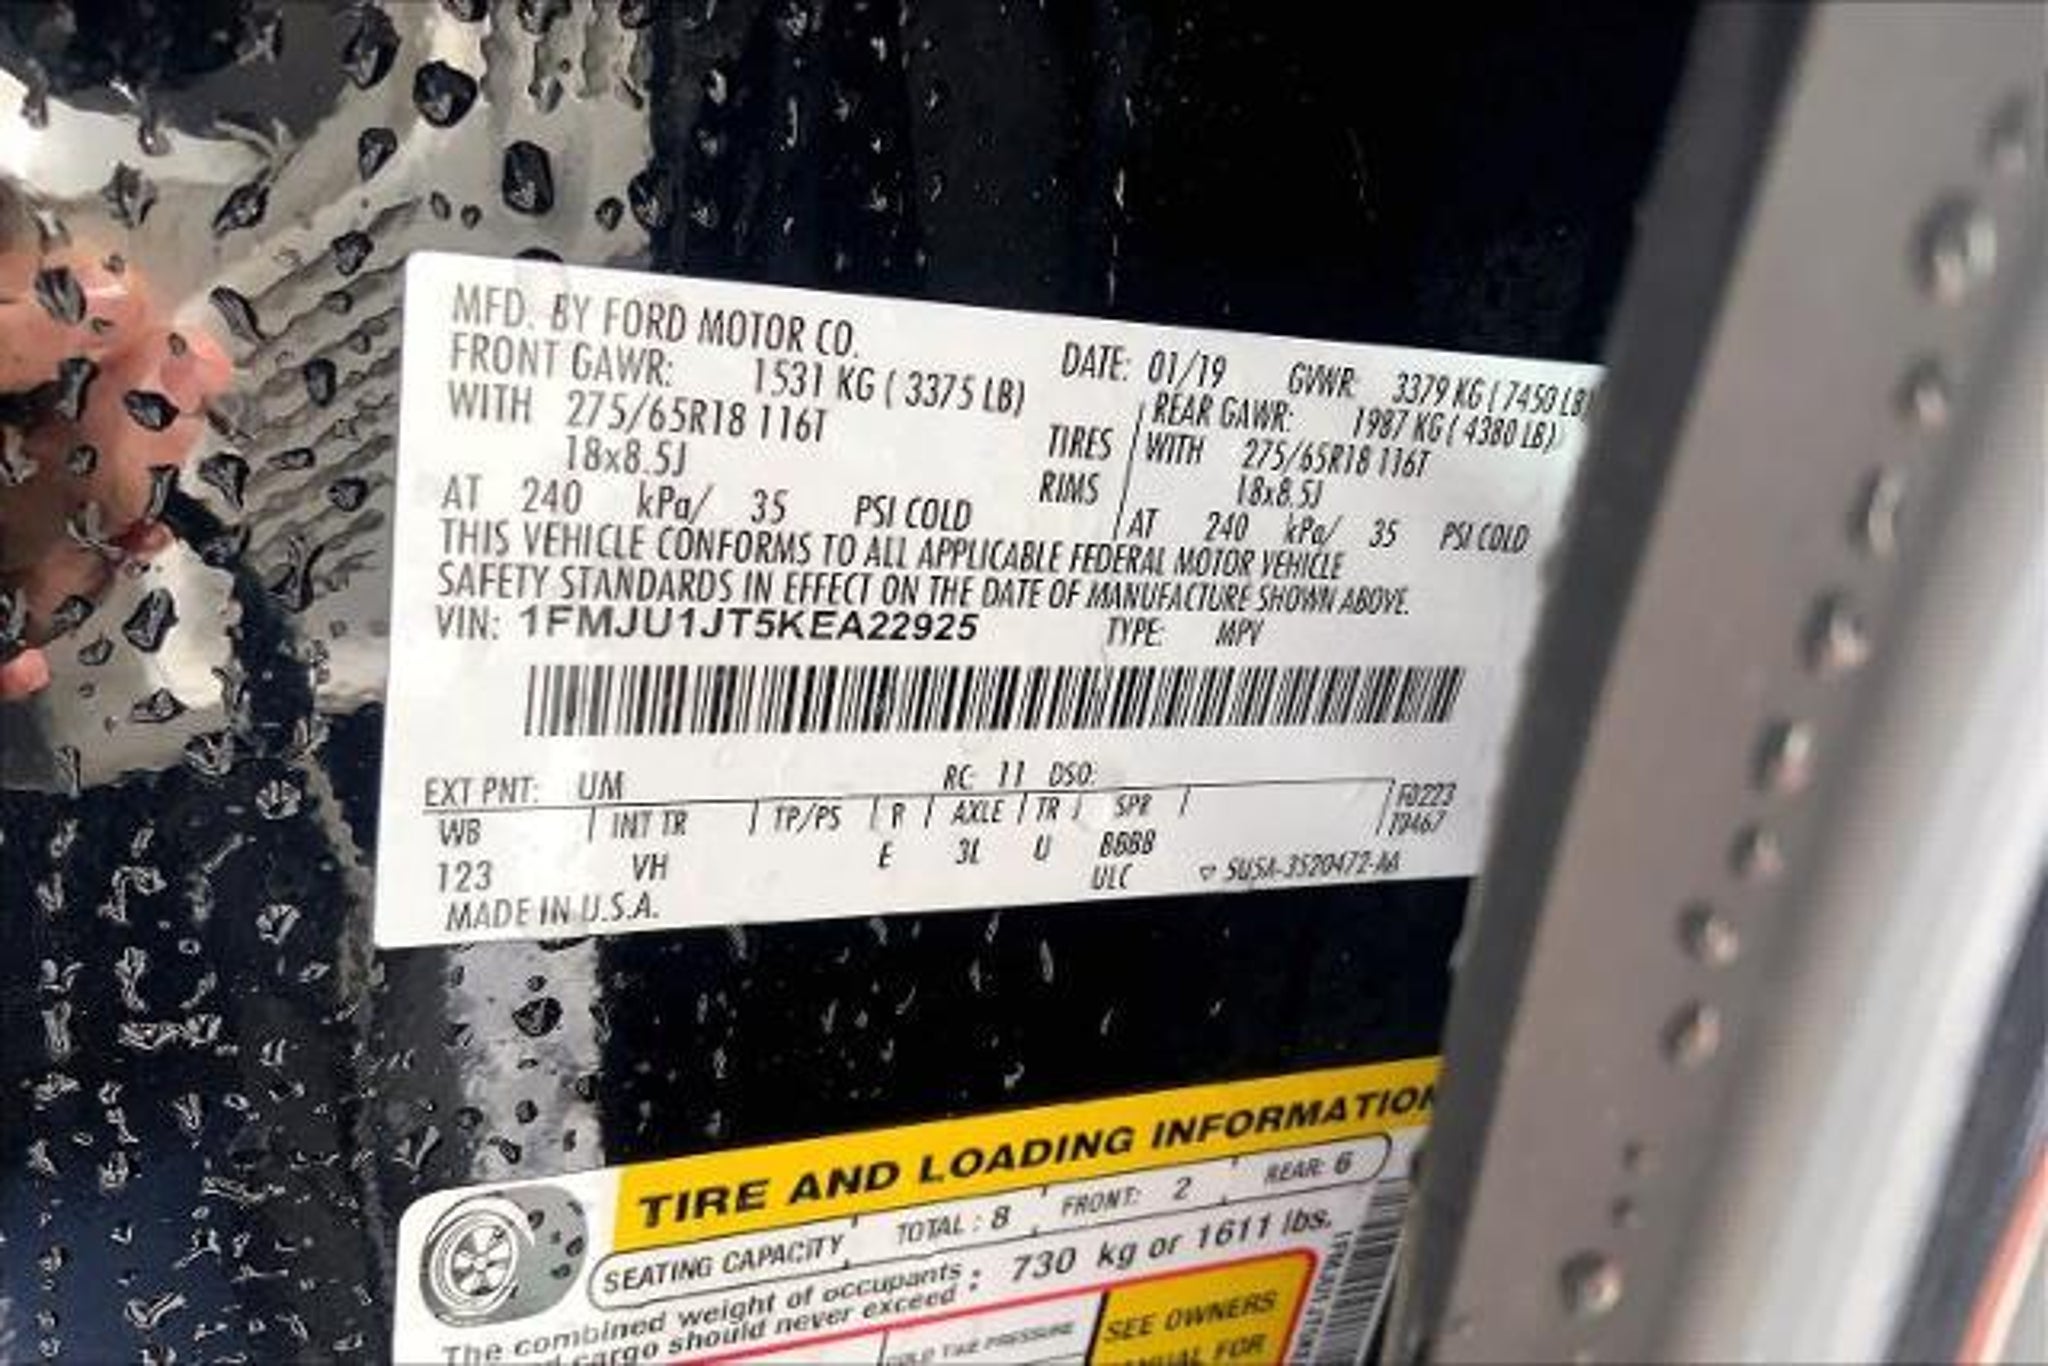 MFD. BY FORD MOTOR CO. DATE: 01/19 GVWR: 3379 KG ( 7450 LB)
FRONT GAWR: 1531 KG ( 3375 LB) REAR GAWR: 1987 KG ( 4380 LB)
WITH 275/65R18 116T TIRES WITH 275/65R18 116T
18x8.5J RIMS 18x8.5J
AT 240 kPa/ 35 PSI COLD AT 240 kPa/ 35 PSI COLD
THIS VEHICLE CONFORMS TO ALL APPLICABLE FEDERAL MOTOR VEHICLE
SAFETY STANDARDS IN EFFECT ON THE DATE OF MANUFACTURE SHOWN ABOVE.
VIN: 1FMJU1JT5KEA22925 TYPE: MPV
EXT PNT: UM RC: 11 DSO:
WB INT TR TP/PS R AXLE TR SPR F0223
T0467
123 VH E 3L U BBBB
ULC ▽ 5U5A-3520472-AA
MADE IN U.S.A.
TIRE AND LOADING INFORMATION
SEATING CAPACITY TOTAL : 8 FRONT: 2 REAR: 6
The combined weight of occupants : 730 kg or 1611 lbs.
cargo should never exceed
TIRE PRESSURE
SEE OWNERS
FOR